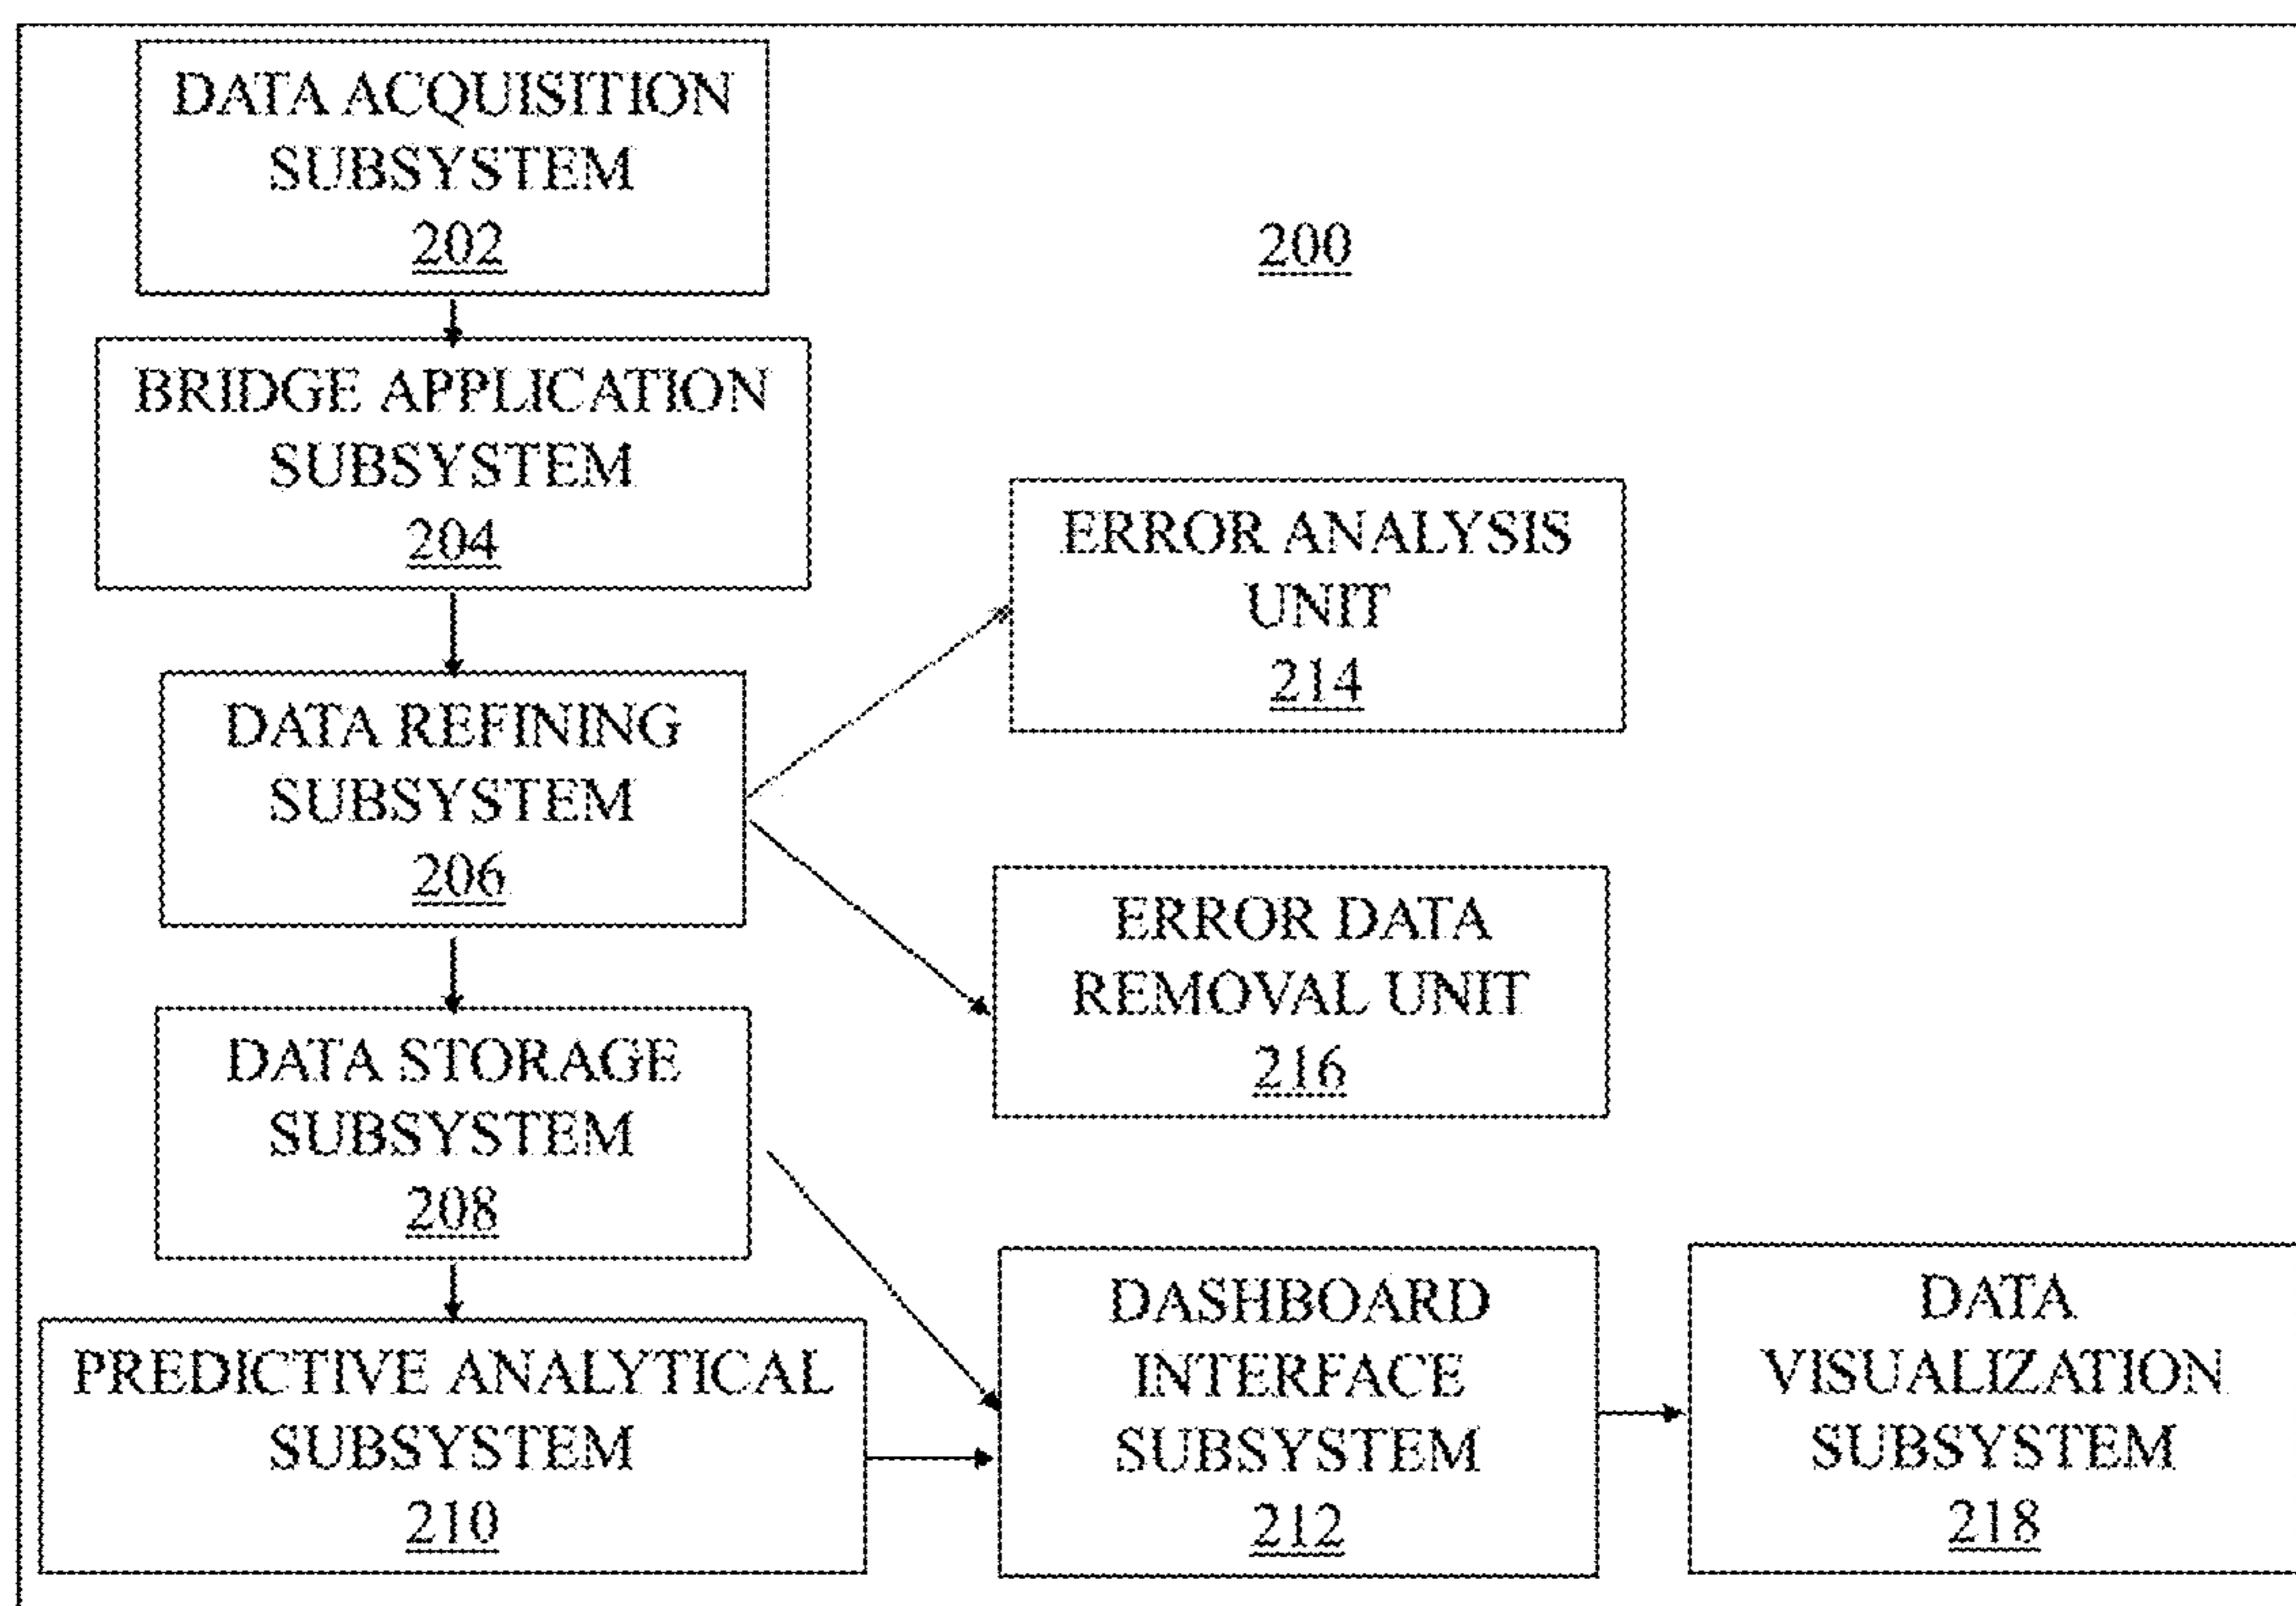 DATA ACQUISITION
SUBSYSTEM
202
200
BRIDGE APPLICATION
SUBSYSTEM
204
ERROR ANALYSIS
UNIT
214
DATA REFINING
SUBSYSTEM
206
ERROR DATA
REMOVAL UNIT
216
DATA STORAGE
SUBSYSTEM
208
PREDICTIVE ANALYTICAL
SUBSYSTEM
210
DASHBOARD
INTERFACE
SUBSYSTEM
212
DATA
VISUALIZATION
SUBSYSTEM
218